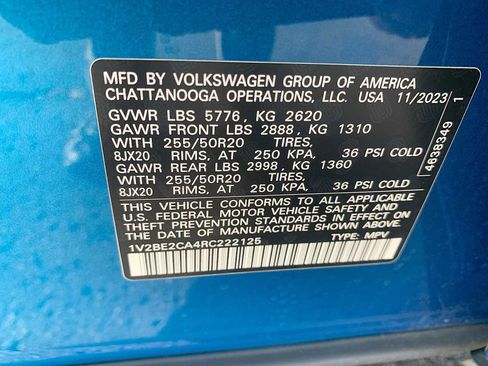 MFD BY VOLKSWAGEN GROUP OF AMERICA
CHATTANOOGA OPERATIONS, LLC. USA 11/2023
GVWR LBS 5776, KG 2620
GAWR FRONT LBS 2888, KG 1310
WITH 255/50R20 TIRES,
8JX20 RIMS, AT 250 KPA, 36 PSI COLD
GAWR REAR LBS 2998, KG 1360
WITH 255/50R20 TIRES,
8JX20 RIMS, AT 250 KPA, 36 PSI COLD
THIS VEHICLE CONFORMS TO ALL APPLICABLE
U.S. FEDERAL MOTOR VEHICLE SAFETY AND
THEFT PREVENTION STANDARDS IN EFFECT ON
THE DATE OF MANUFACTURE SHOWN ABOVE.
1V2BE2CA4RC222125 TYPE: MPV
4638349 1